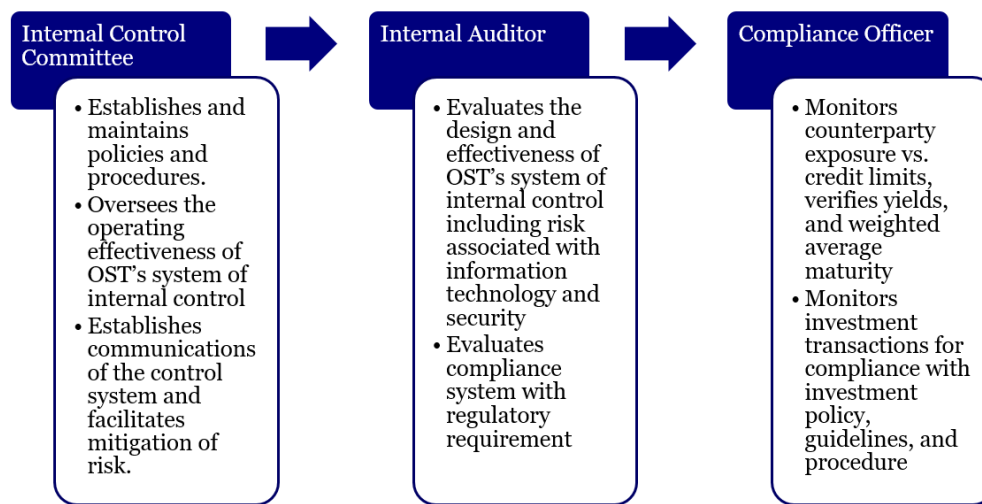 Internal Control
Committee
• Establishes and
maintains
policies and
procedures.
• Oversees the
operating
effectiveness of
OST’s system of
internal control
• Establishes
communications
of the control
system and
facilitates
mitigation of
risk.
Internal Auditor
• Evaluates the
design and
effectiveness of
OST’s system of
internal control
including risk
associated with
information
technology and
security
• Evaluates
compliance
system with
regulatory
requirement
Compliance Officer
• Monitors
counterparty
exposure vs.
credit limits,
verifies yields,
and weighted
average
maturity
• Monitors
investment
transactions for
compliance with
investment
policy,
guidelines, and
procedure